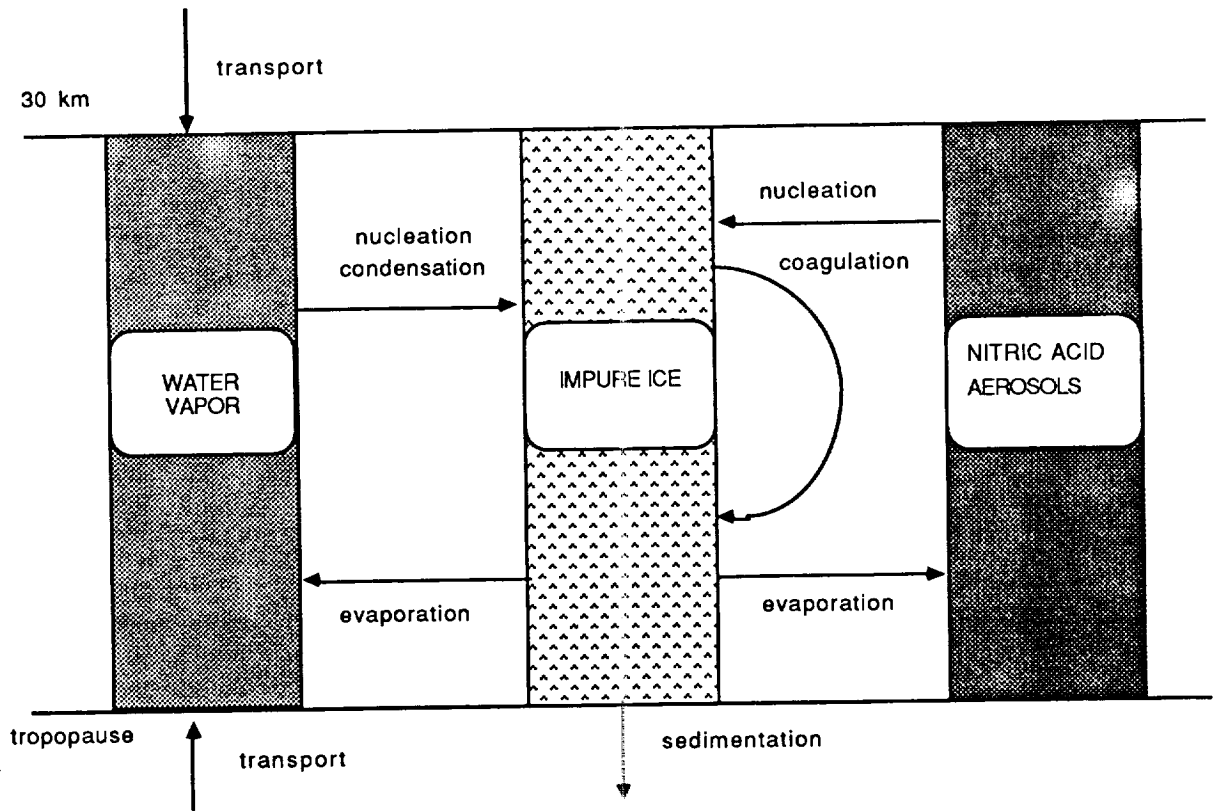 transport
30 km
nucleation
condensation
nucleation
coagulation
WATER
VAPOR
IMPURE ICE
NITRIC ACID
AEROSOLS
evaporation
evaporation
tropopause
transport
sedimentation